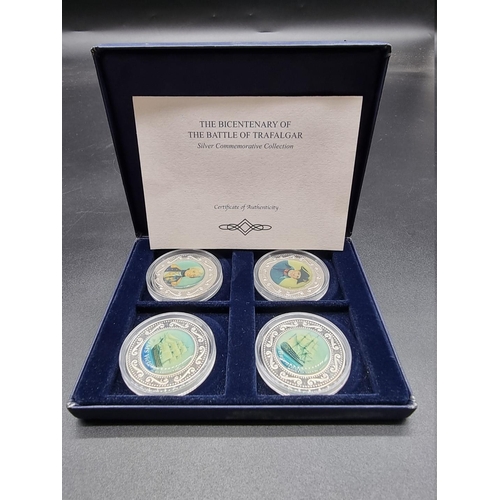 THE BICENTENARY OF
THE BATTLE OF TRAFALGAR
Silver Commemorative Collection
Certificate of Authenticity